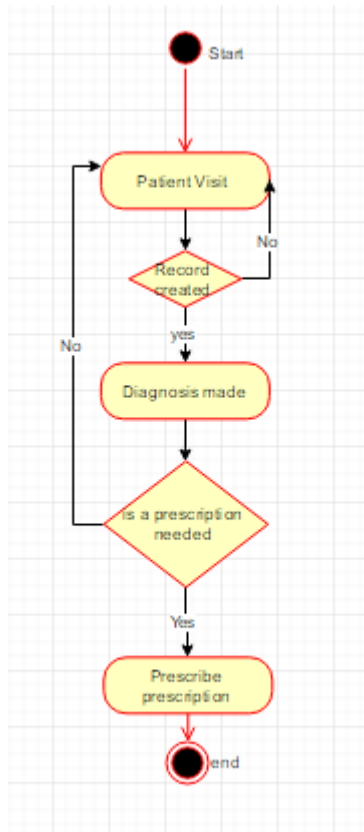 Start
Patient Visit
No
Record
created
yes
No
Diagnosis made
is a prescription
needed
Yes
Prescribe
prescription
end